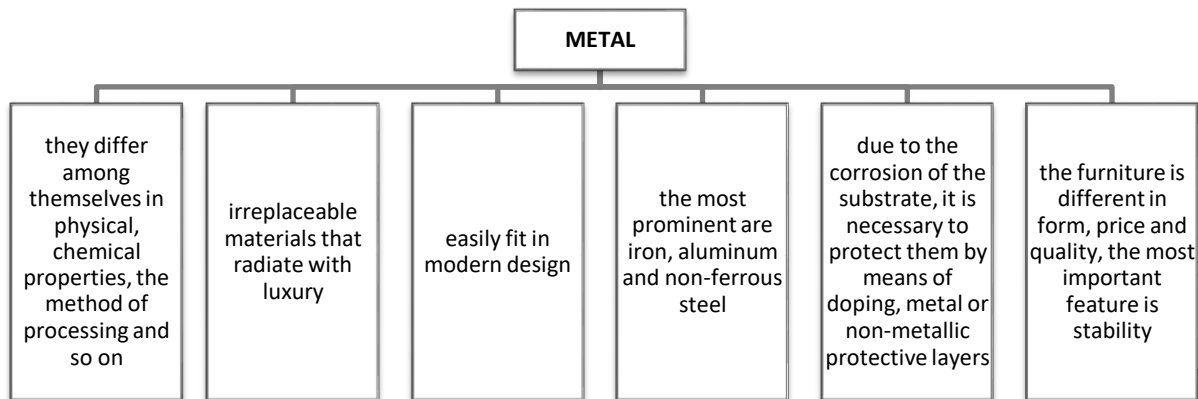 METAL
they differ
among
themselves in
physical,
chemical
properties, the
method of
processing and
so on
irreplaceable
materials that
radiate with
luxury
easily fit in
modern design
the most
prominent are
iron, aluminum
and non-ferrous
steel
due to the
corrosion of the
substrate, it is
necessary to
protect them by
means of
doping, metal or
non-metallic
protective layers
the furniture is
different in
form, price and
quality, the most
important
feature is
stability